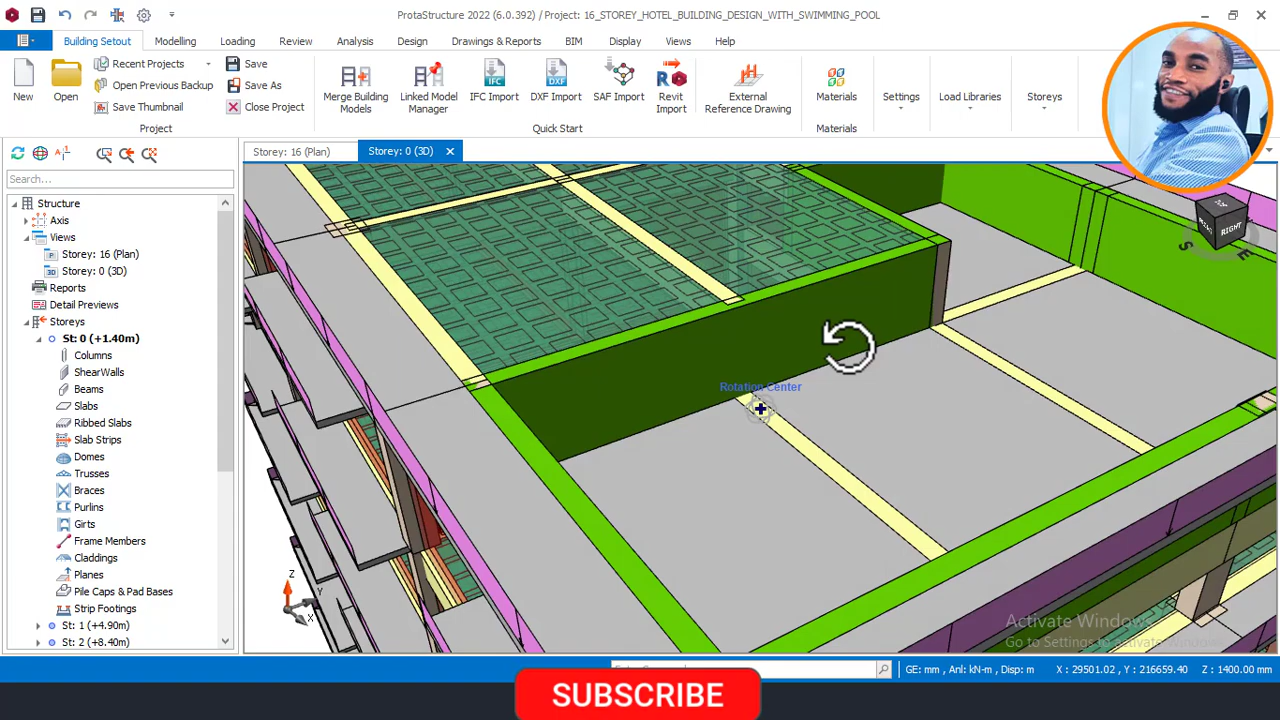 ProtaStructure 2022 (6.0.392) / Project: 16_STOREY_HOTEL_BUILDING_DESIGN_WITH_SWIMMING_POOL
Building Setout Modelling Loading Review Analysis Design Drawings & Reports BIM Display Views Help
New
Open
Recent Projects
Open Previous Backup
Save Thumbnail
Save
Save As
Close Project
Merge Building Models
Linked Model Manager
IFC Import
DXF Import
SAF Import
Revit Import
External Reference Drawing
Materials
Settings
Load Libraries
Storeys
Project
Quick Start
Materials
Storey: 16 (Plan)
Storey: 0 (3D)
Search...
Structure
Axis
Views
Storey: 16 (Plan)
Storey: 0 (3D)
Reports
Detail Previews
Storeys
St: 0 (+1.40m)
Columns
ShearWalls
Beams
Slabs
Ribbed Slabs
Slab Strips
Domes
Trusses
Braces
Purlins
Girts
Frame Members
Claddings
Planes
Pile Caps & Pad Bases
Strip Footings
St: 1 (+4.90m)
St: 2 (+8.40m)
RIGHT
S
E
Rotation Center
Z
Y
X
Activate Windows
Go to Settings to activate Windows.
GE: mm , Anl: kN-m , Disp: m
X : 29501.02 , Y : 216659.40
Z : 1400.00 mm
SUBSCRIBE